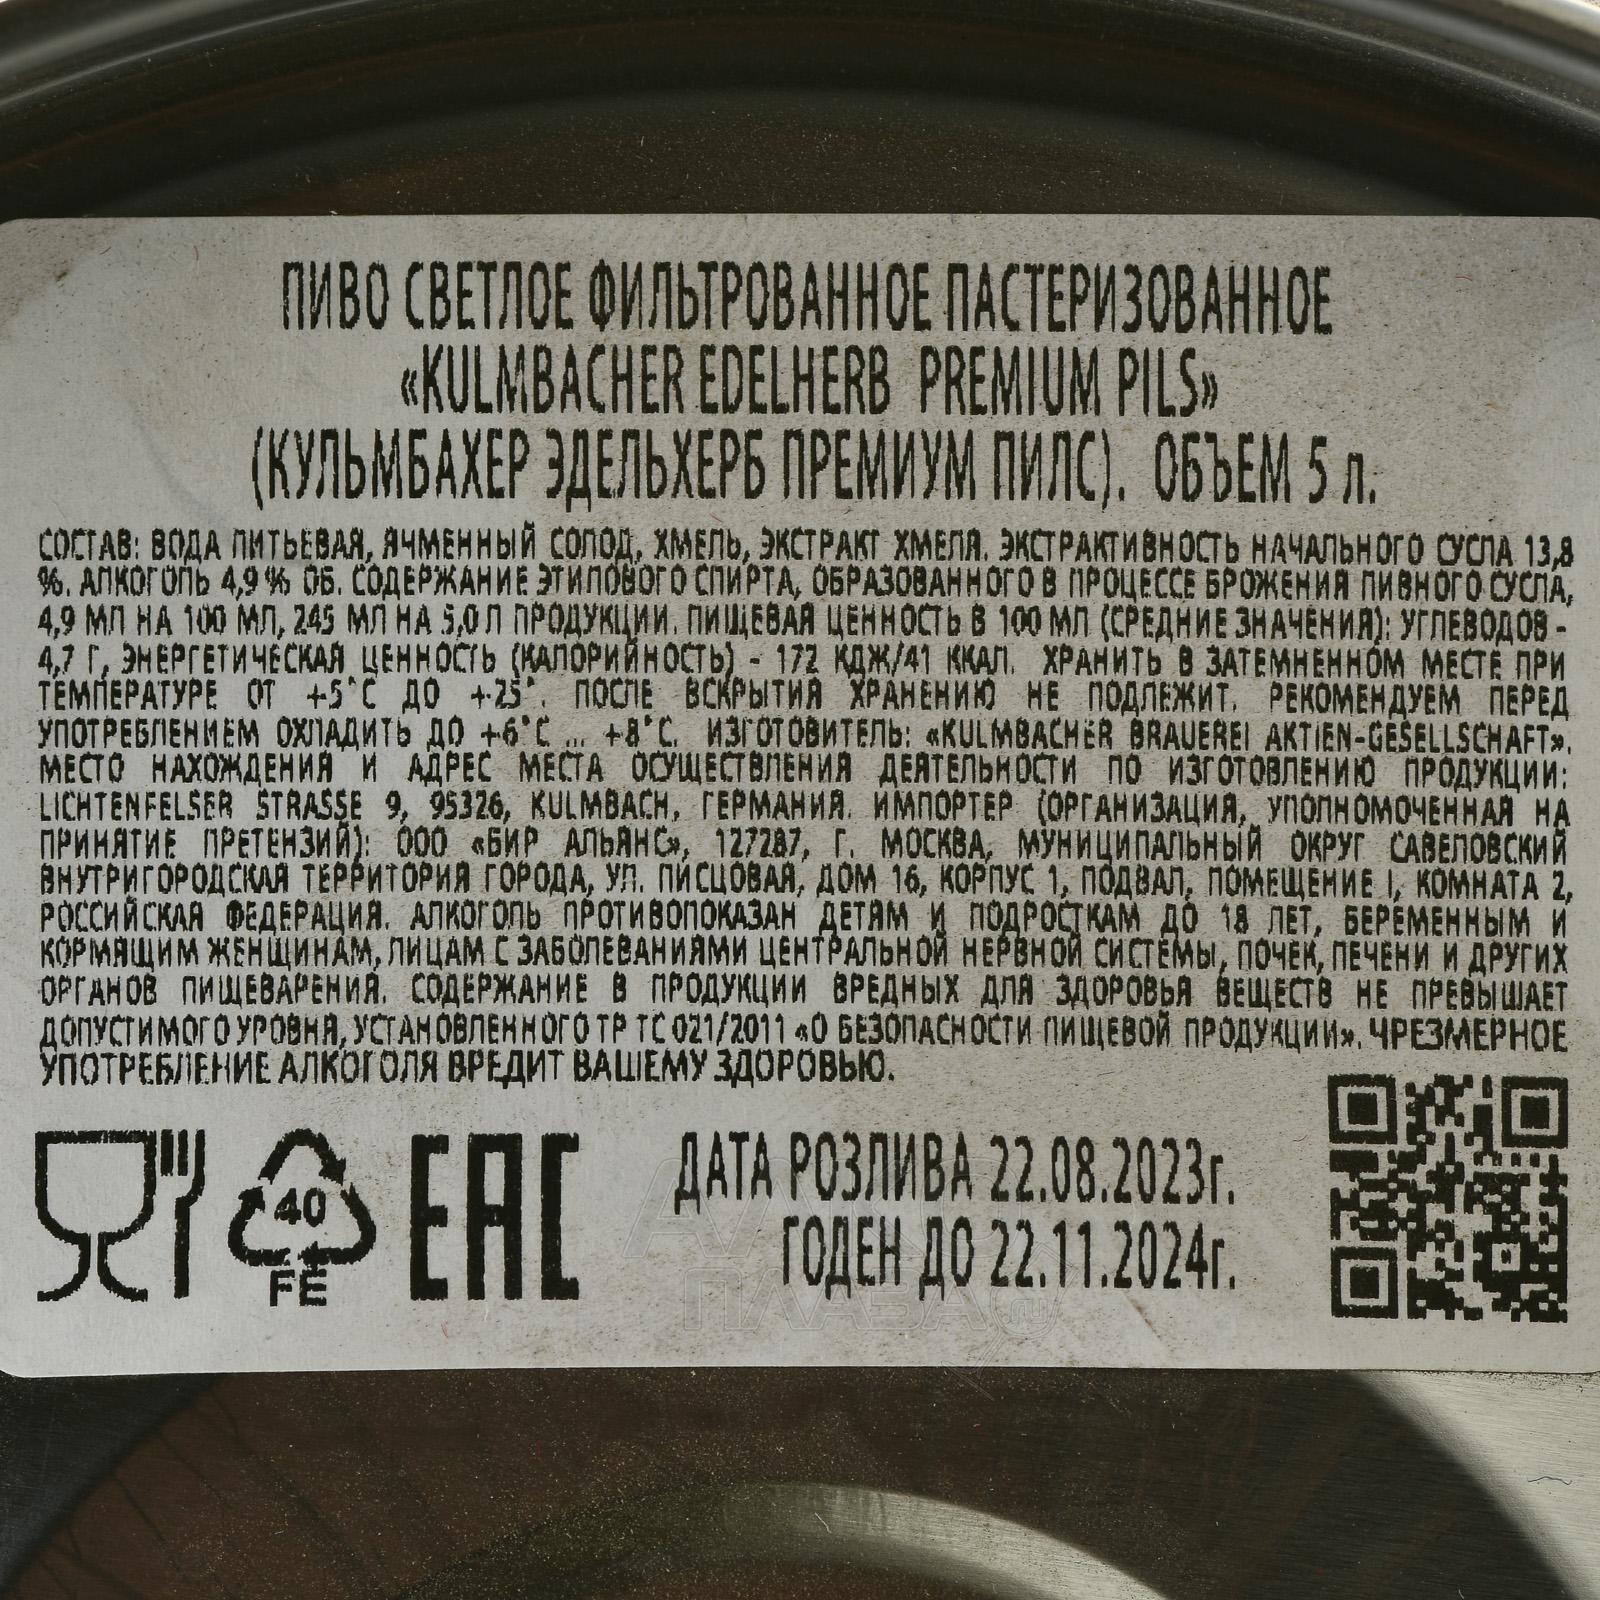 ПИВО СВЕТЛОЕ ФИЛЬТРОВАННОЕ ПАСТЕРИЗОВАННОЕ
«KULMBACHER EDELHERB PREMIUM PILS»
(КУЛЬМБАХЕР ЭДЕЛЬХЕРБ ПРЕМИУМ ПИЛС). ОБЪЕМ 5 л.
СОСТАВ: ВОДА ПИТЬЕВАЯ, ЯЧМЕННЫЙ СОЛОД, ХМЕЛЬ, ЭКСТРАКТ ХМЕЛЯ. ЭКСТРАКТИВНОСТЬ НАЧАЛЬНОГО СУСЛА 13,8
%. АЛКОГОЛЬ 4,9 % ОБ. СОДЕРЖАНИЕ ЭТИЛОВОГО СПИРТА, ОБРАЗОВАННОГО В ПРОЦЕССЕ БРОЖЕНИЯ ПИВНОГО СУСЛА,
4,9 МЛ НА 100 МЛ, 245 МЛ НА 5,0 Л ПРОДУКЦИИ. ПИЩЕВАЯ ЦЕННОСТЬ В 100 МЛ (СРЕДНИЕ ЗНАЧЕНИЯ): УГЛЕВОДОВ -
4,7 Г, ЭНЕРГЕТИЧЕСКАЯ ЦЕННОСТЬ (КАЛОРИЙНОСТЬ) - 172 КДЖ/41 ККАЛ. ХРАНИТЬ В ЗАТЕМНЕННОМ МЕСТЕ ПРИ
ТЕМПЕРАТУРЕ ОТ +5°С ДО +25°. ПОСЛЕ ВСКРЫТИЯ ХРАНЕНИЮ НЕ ПОДЛЕЖИТ. РЕКОМЕНДУЕМ ПЕРЕД
УПОТРЕБЛЕНИЕМ ОХЛАДИТЬ ДО +6°С ... +8°С. ИЗГОТОВИТЕЛЬ: «KULMBACHER BRAUEREI AKTIEN-GESELLSCHAFT».
МЕСТО НАХОЖДЕНИЯ И АДРЕС МЕСТА ОСУЩЕСТВЛЕНИЯ ДЕЯТЕЛЬНОСТИ ПО ИЗГОТОВЛЕНИЮ ПРОДУКЦИИ:
LICHTENFELSER STRASSE 9, 95326, KULMBACH, ГЕРМАНИЯ. ИМПОРТЕР (ОРГАНИЗАЦИЯ, УПОЛНОМОЧЕННАЯ НА
ПРИНЯТИЕ ПРЕТЕНЗИЙ): ООО «БИР АЛЬЯНС», 127287, Г. МОСКВА, МУНИЦИПАЛЬНЫЙ ОКРУГ САВЕЛОВСКИЙ
ВНУТРИГОРОДСКАЯ ТЕРРИТОРИЯ ГОРОДА, УЛ. ПИСЦОВАЯ, ДОМ 16, КОРПУС 1, ПОДВАЛ, ПОМЕЩЕНИЕ I, КОМНАТА 2,
РОССИЙСКАЯ ФЕДЕРАЦИЯ. АЛКОГОЛЬ ПРОТИВОПОКАЗАН ДЕТЯМ И ПОДРОСТКАМ ДО 18 ЛЕТ, БЕРЕМЕННЫМ И
КОРМЯЩИМ ЖЕНЩИНАМ, ЛИЦАМ С ЗАБОЛЕВАНИЯМИ ЦЕНТРАЛЬНОЙ НЕРВНОЙ СИСТЕМЫ, ПОЧЕК, ПЕЧЕНИ И ДРУГИХ
ОРГАНОВ ПИЩЕВАРЕНИЯ. СОДЕРЖАНИЕ В ПРОДУКЦИИ ВРЕДНЫХ ДЛЯ ЗДОРОВЬЯ ВЕЩЕСТВ НЕ ПРЕВЫШАЕТ
ДОПУСТИМОГО УРОВНЯ, УСТАНОВЛЕННОГО ТР ТС 021/2011 «О БЕЗОПАСНОСТИ ПИЩЕВОЙ ПРОДУКЦИИ». ЧРЕЗМЕРНОЕ
УПОТРЕБЛЕНИЕ АЛКОГОЛЯ ВРЕДИТ ВАШЕМУ ЗДОРОВЬЮ.
40
FE
EAC
ДАТА РОЗЛИВА 22.08.2023г.
ГОДЕН ДО 22.11.2024г.